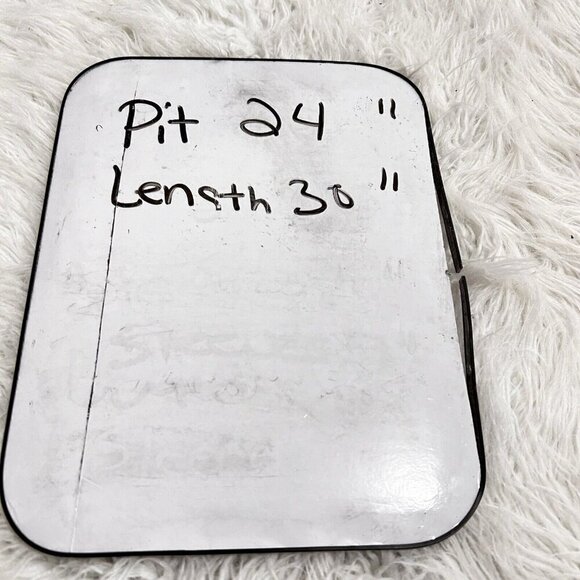 Pit 24 "
Length 30 "